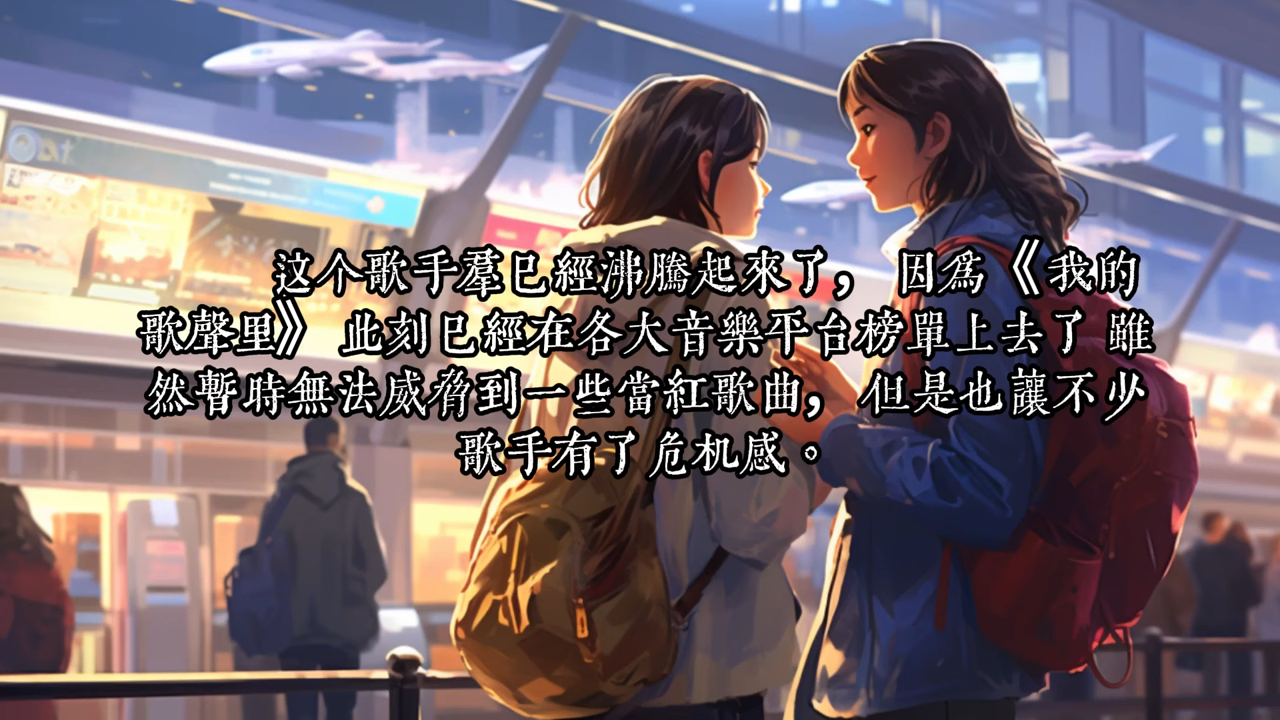 这个歌手羣已經沸騰起來了，因爲《我的
歌聲里》 此刻已經在各大音樂平台榜單上去了 雖
然暫時無法威脅到一些當紅歌曲，但是也讓不少
歌手有了危机感。